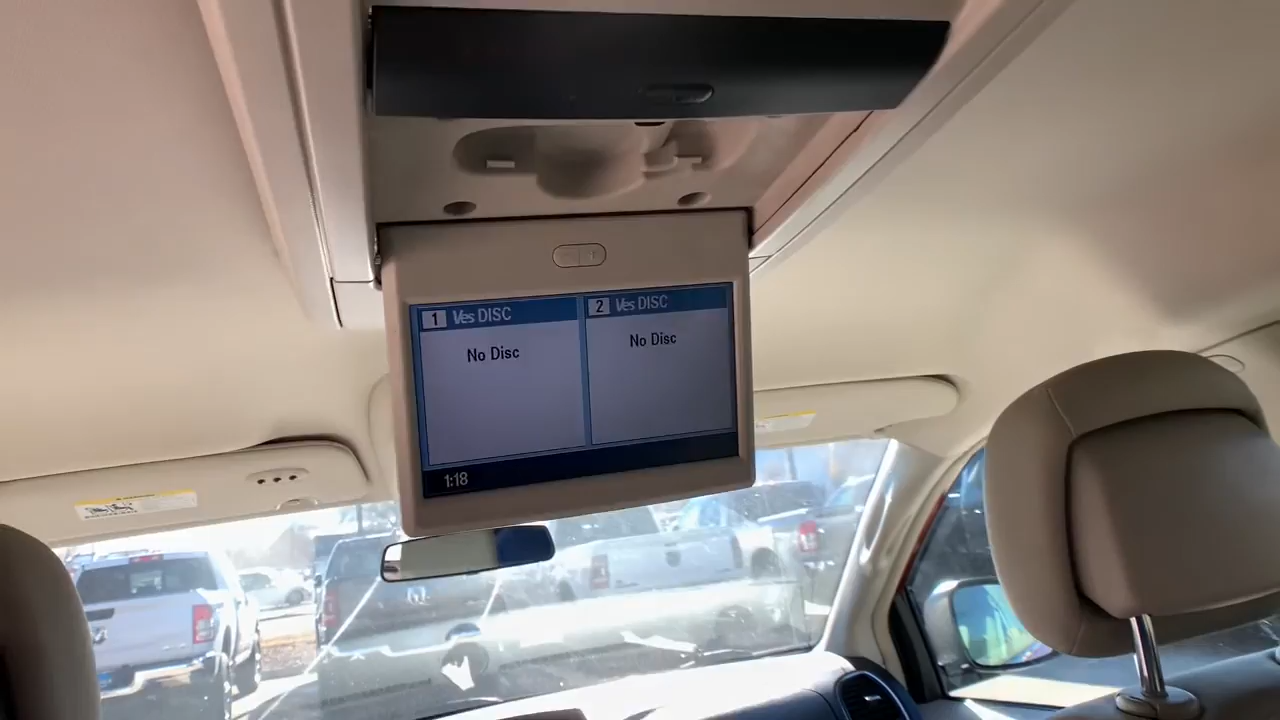 1 Ves DISC
No Disc
2 Ves DISC
No Disc
1:18